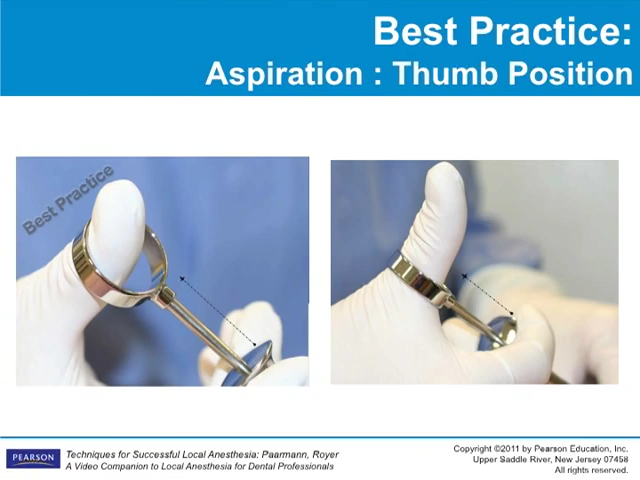 Best Practice:
Aspiration : Thumb Position
Best Practice
PEARSON
Techniques for Successful Local Anesthesia: Paarmann, Royer
A Video Companion to Local Anesthesia for Dental Professionals
Copyright ©2011 by Pearson Education, Inc.
Upper Saddle River, New Jersey 07458
All rights reserved.